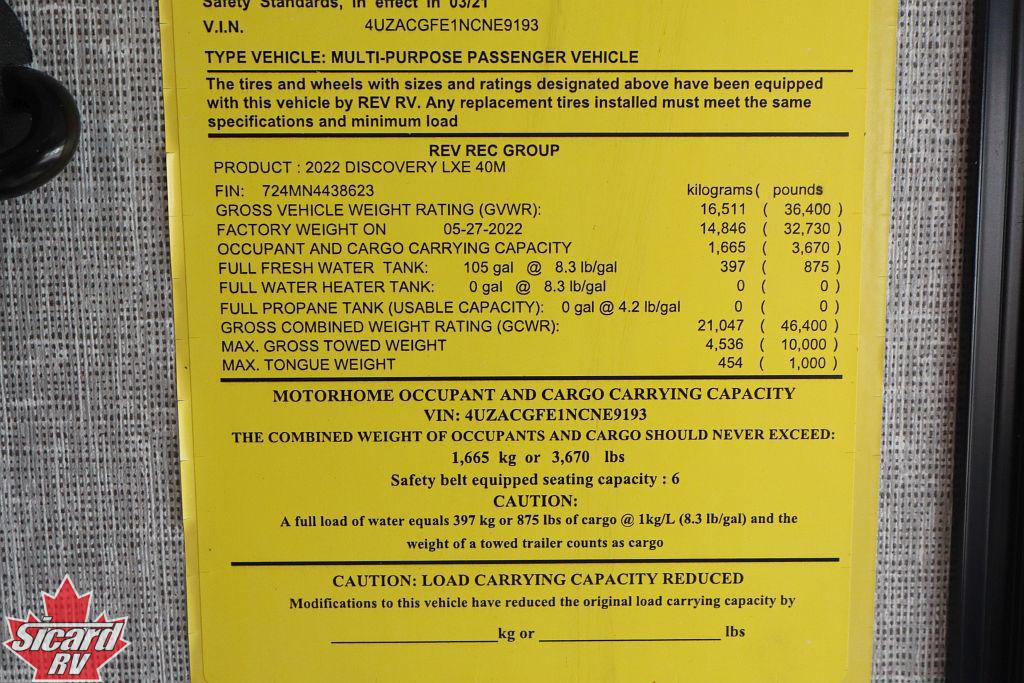 Safety Standards, in effect in 03/21
V.I.N. 4UZACGFE1NCNE9193
TYPE VEHICLE: MULTI-PURPOSE PASSENGER VEHICLE
The tires and wheels with sizes and ratings designated above have been equipped
with this vehicle by REV RV. Any replacement tires installed must meet the same
specifications and minimum load
REV REC GROUP
PRODUCT : 2022 DISCOVERY LXE 40M
FIN: 724MN4438623 kilograms ( pounds
GROSS VEHICLE WEIGHT RATING (GVWR): 16,511 ( 36,400 )
FACTORY WEIGHT ON 05-27-2022 14,846 ( 32,730 )
OCCUPANT AND CARGO CARRYING CAPACITY 1,665 ( 3,670 )
FULL FRESH WATER TANK: 105 gal @ 8.3 lb/gal 397 ( 875 )
FULL WATER HEATER TANK: 0 gal @ 8.3 lb/gal 0 ( 0 )
FULL PROPANE TANK (USABLE CAPACITY): 0 gal @ 4.2 lb/gal 0 ( 0 )
GROSS COMBINED WEIGHT RATING (GCWR): 21,047 ( 46,400 )
MAX. GROSS TOWED WEIGHT 4,536 ( 10,000 )
MAX. TONGUE WEIGHT 454 ( 1,000 )
MOTORHOME OCCUPANT AND CARGO CARRYING CAPACITY
VIN: 4UZACGFE1NCNE9193
THE COMBINED WEIGHT OF OCCUPANTS AND CARGO SHOULD NEVER EXCEED:
1,665 kg or 3,670 lbs
Safety belt equipped seating capacity : 6
CAUTION:
A full load of water equals 397 kg or 875 lbs of cargo @ 1kg/L (8.3 lb/gal) and the
weight of a towed trailer counts as cargo
CAUTION: LOAD CARRYING CAPACITY REDUCED
Modifications to this vehicle have reduced the original load carrying capacity by
____________________kg or ______________________ lbs
Sicard
RV